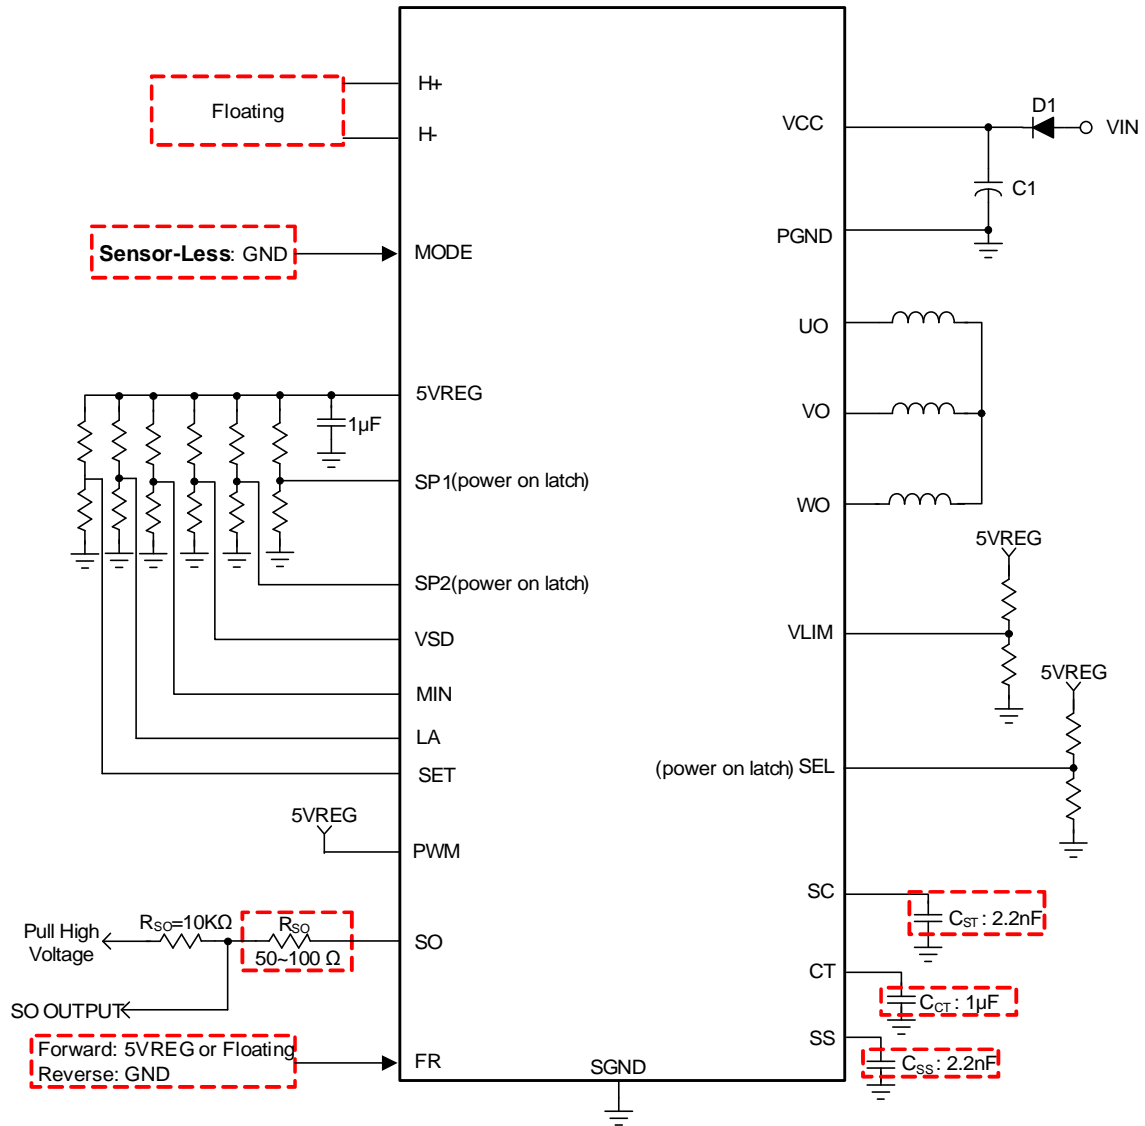 H+
Floating
H-
Sensor-Less: GND
MODE
5VREG
1µF
SP1(power on latch)
SP2(power on latch)
VSD
MIN
LA
SET
5VREG
PWM
RSO=10KΩ
RSO
50~100 Ω
Pull High
Voltage
SO
SO OUTPUT
Forward: 5VREG or Floating
Reverse: GND
FR
SGND
D1
VCC
VIN
C1
PGND
UO
VO
WO
5VREG
VLIM
5VREG
(power on latch) SEL
SC
CST: 2.2nF
CT
CCT: 1µF
SS
CSS: 2.2nF